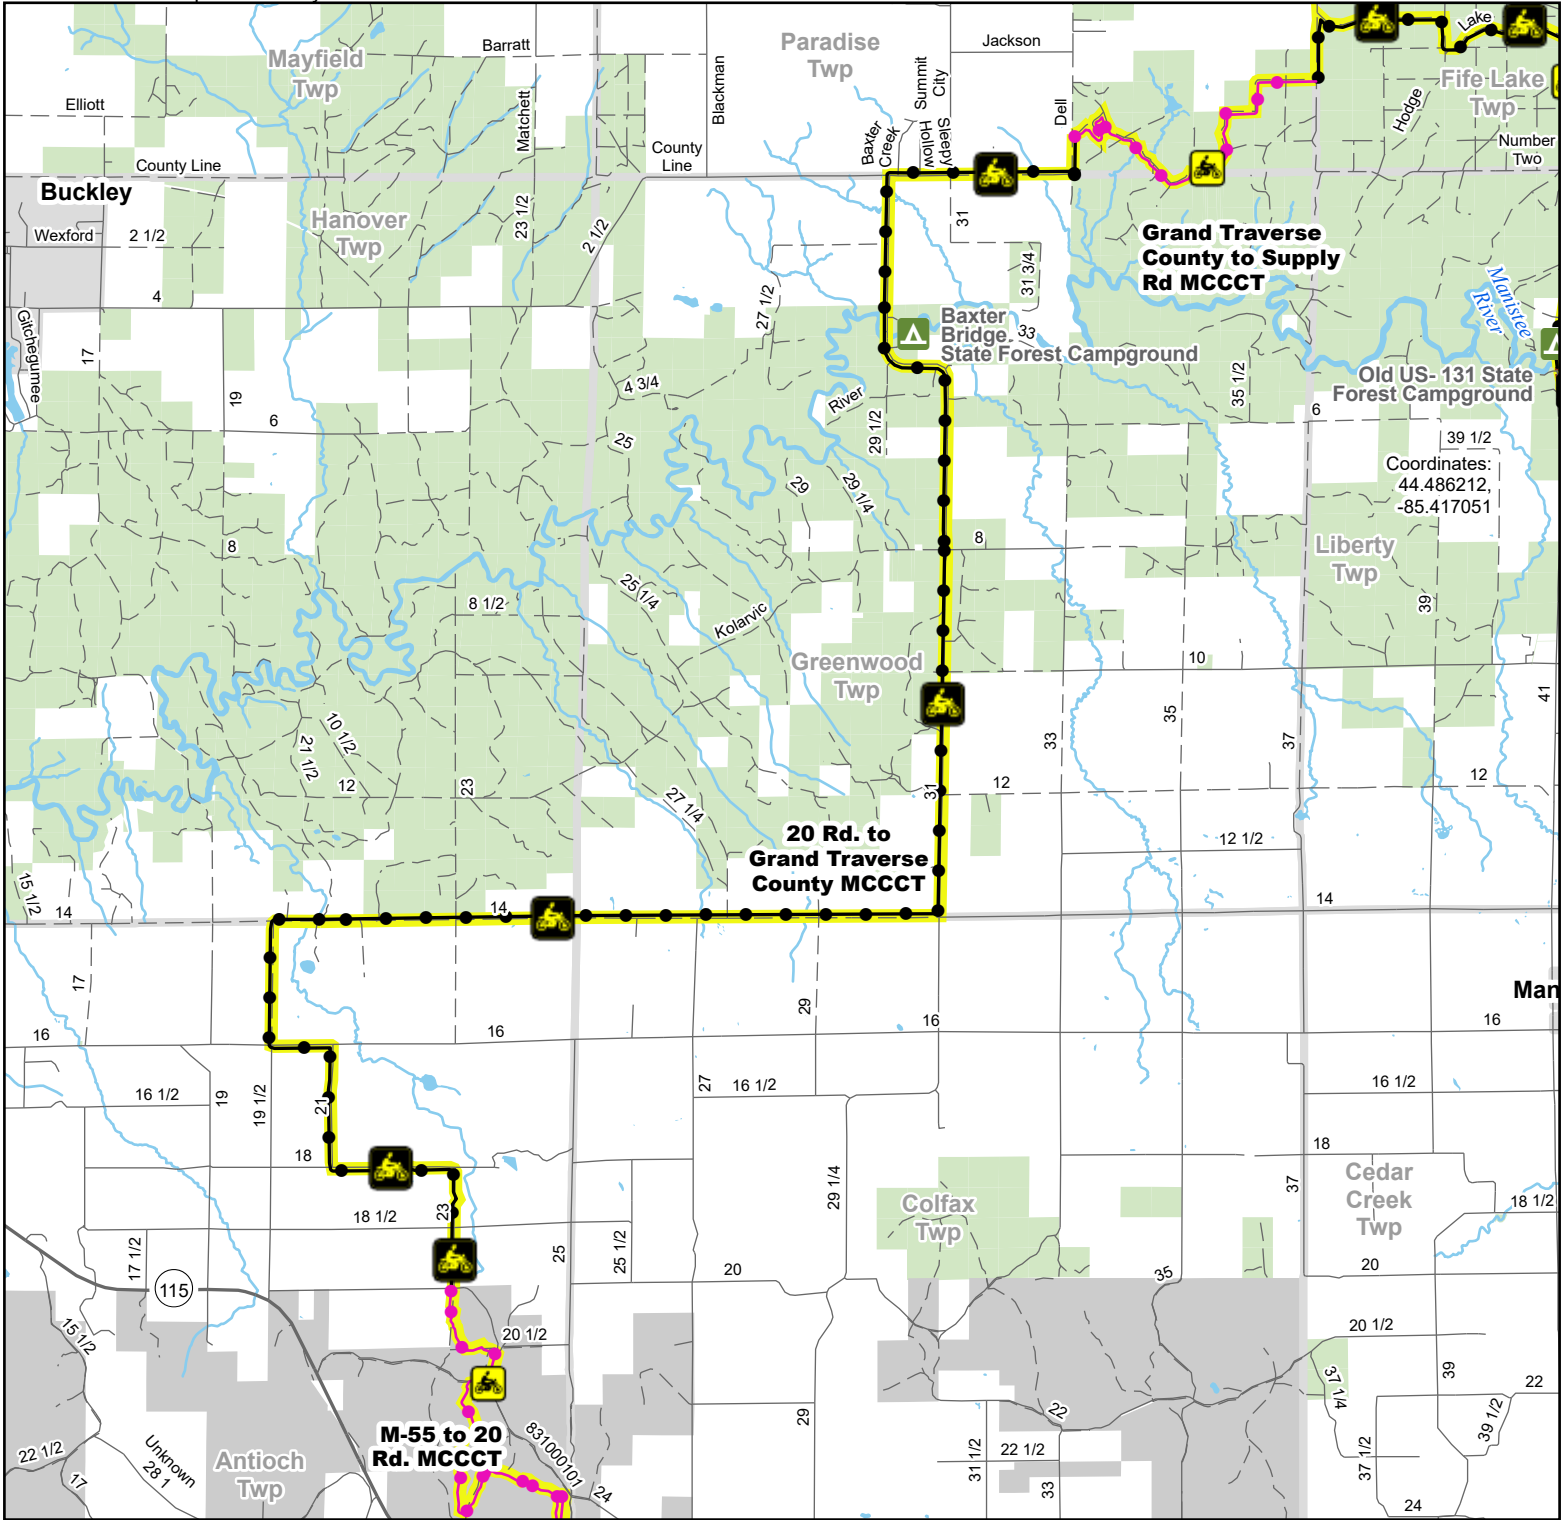 Mayfield
Twp
Barratt
Paradise
Twp
Jackson
Lake
Fife Lake
Twp
Elliott
Matchett
Blackman
Summit
City
Dell
Hodge
Baxter
Creek
Sleepy
Hollow
Number
Two
County Line
County
Line
Buckley
Wexford
2 1/2
Hanover
Twp
23 1/2
2 1/2
31
Grand Traverse
County to Supply
Rd MCCCT
Manistee
River
4
27 1/2
31 3/4
Gitchegumee
17
Baxter
Bridge
State Forest Campground
33
19
4 3/4
River
35 1/2
Old US- 131 State
Forest Campground
6
6
25
29 1/2
39 1/2
Coordinates:
44.486212,
-85.417051
29
29 1/4
8
8
Liberty
Twp
8 1/2
25 1/4
Kolarvic
39
Greenwood
Twp
10
41
10 1/2
21 1/2
12
23
35
33
37
12
12
27 1/4
31
20 Rd. to
Grand Traverse
County MCCCT
12 1/2
15 1/2
14
14
14
17
29
Man
16
16
16
16
16 1/2
19
19 1/2
21
27
16 1/2
16 1/2
18
18
29 1/4
Colfax
Twp
37
Cedar
Creek
Twp
18 1/2
18 1/2
23
17 1/2
25
25 1/2
20
20
115
35
15 1/2
20 1/2
20 1/2
37 1/4
39
22
M-55 to 20
Rd. MCCCT
831000101
29
22
39 1/2
22 1/2
Unknown
28 1
17
Antioch
Twp
24
31 1/2
22 1/2
33
37 1/2
24